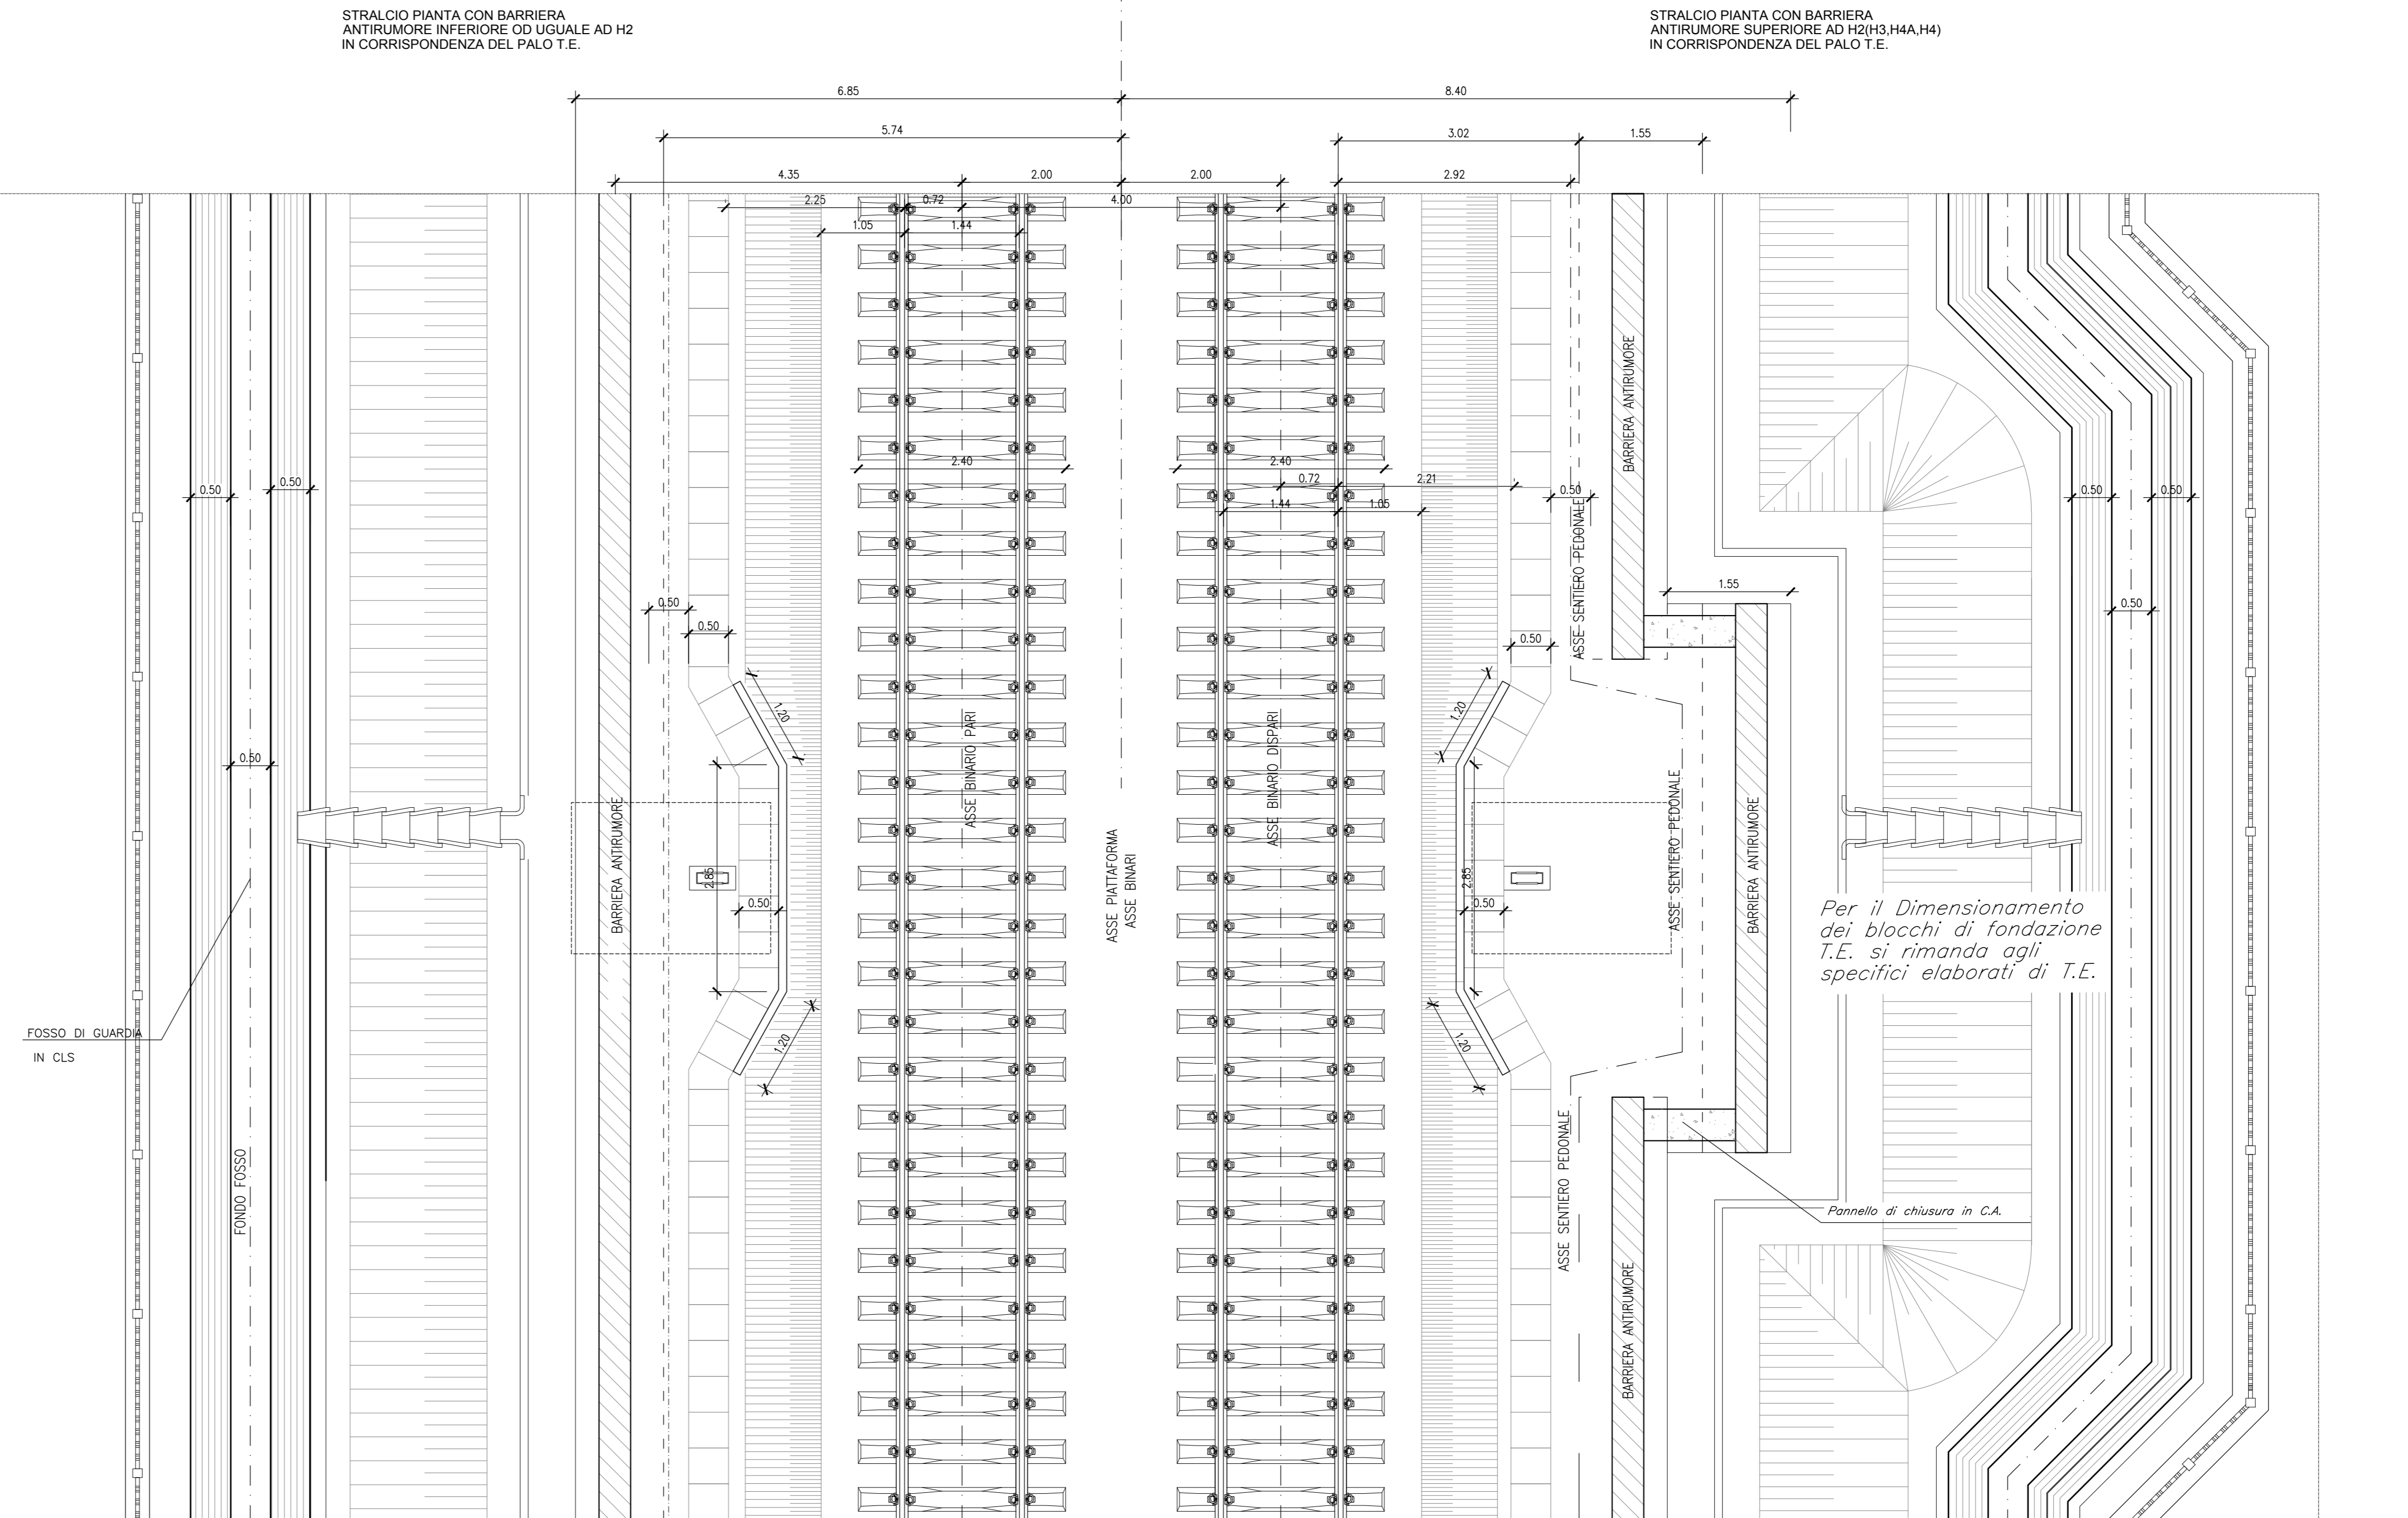 STRALCIO PIANTA CON BARRIERA
ANTIRUMORE INFERIORE OD UGUALE AD H2
IN CORRISPONDENZA DEL PALO T.E.
STRALCIO PIANTA CON BARRIERA
ANTIRUMORE SUPERIORE AD H2(H3,H4A,H4)
IN CORRISPONDENZA DEL PALO T.E.
6.85
8.40
5.74
3.02
1.55
4.35
2.00
2.00
2.92
2.25
0.72
4.00
1.05
1.44
2.40
2.40
0.72
2.21
1.44
1.05
0.50
0.50
0.50
0.50
0.50
0.50
0.50
0.50
0.50
1.55
0.50
1.20
1.20
0.50
2.85
0.50
2.85
0.50
1.20
1.20
BARRIERA ANTIRUMORE
ASSE SENTIERO PEDONALE
BARRIERA ANTIRUMORE
ASSE BINARIO PARI
ASSE PIATTAFORMA
ASSE BINARI
ASSE BINARIO DISPARI
ASSE SENTIERO PEDONALE
BARRIERA ANTIRUMORE
Per il Dimensionamento
dei blocchi di fondazione
T.E. si rimanda agli
specifici elaborati di T.E.
FOSSO DI GUARDIA
IN CLS
FONDO FOSSO
ASSE SENTIERO PEDONALE
BARRIERA ANTIRUMORE
Pannello di chiusura in C.A.